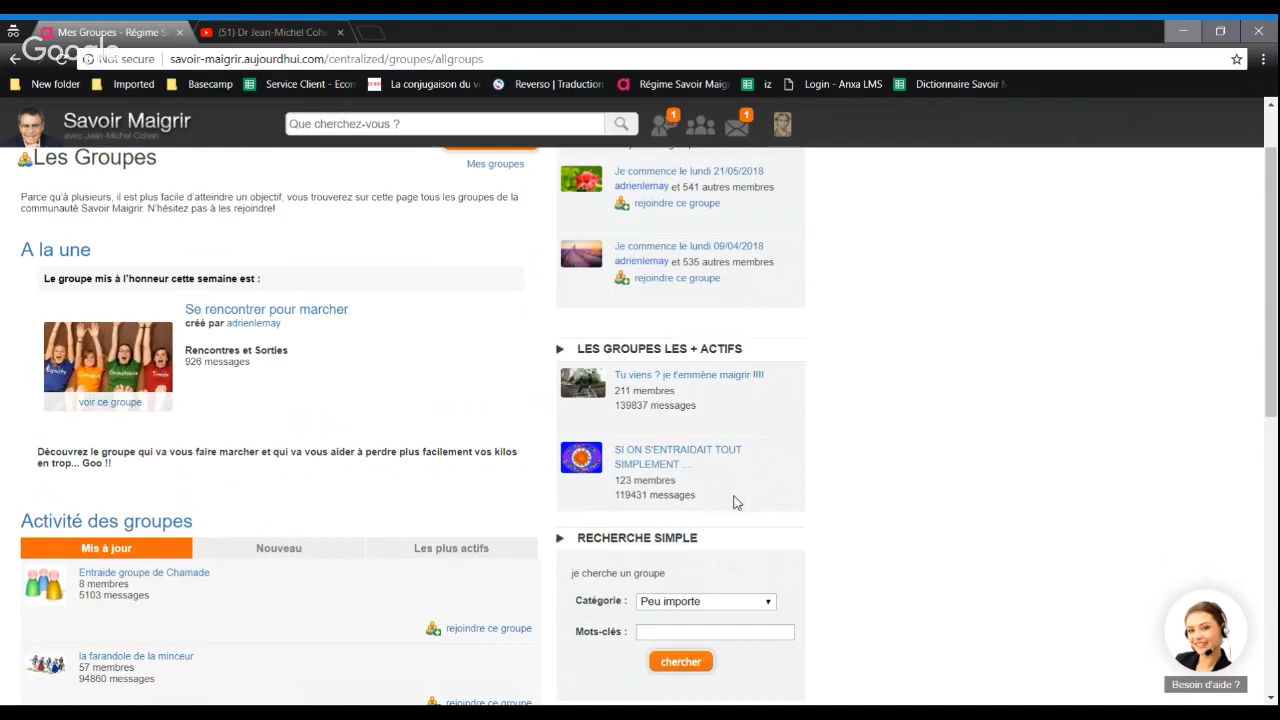 Mes Groupes - Régime S
(51) Dr Jean-Michel Coh
Google
Not secure
savoir-maigrir.aujourdhui.com/centralized/groupes/allgroups
New folder
Imported
Basecamp
Service Client - Econ
La conjugaison du v
Reverso | Traduction
Régime Savoir Maigr
iz
Login - Anxa LMS
Dictionnaire Savoir M
Savoir Maigrir
avec Jean-Michel Cohen
Que cherchez-vous ?
1
1
Les Groupes
Mes groupes
Parce qu'à plusieurs, il est plus facile d'atteindre un objectif, vous trouverez sur cette page tous les groupes de la
communauté Savoir Maigrir. N'hésitez pas à les rejoindre!
A la une
Le groupe mis à l'honneur cette semaine est :
Se rencontrer pour marcher
créé par adrienlemay
Rencontres et Sorties
926 messages
voir ce groupe
Découvrez le groupe qui va vous faire marcher et qui va vous aider à perdre plus facilement vos kilos
en trop... Goo !!
Activité des groupes
Mis à jour
Nouveau
Les plus actifs
Entraide groupe de Chamade
8 membres
5103 messages
rejoindre ce groupe
la farandole de la minceur
57 membres
94860 messages
rejoindre ce groupe
Je commence le lundi 21/05/2018
adrienlemay et 541 autres membres
rejoindre ce groupe
Je commence le lundi 09/04/2018
adrienlemay et 535 autres membres
rejoindre ce groupe
LES GROUPES LES + ACTIFS
Tu viens ? je t'emmène maigrir !!!!
211 membres
139837 messages
SI ON S'ENTRAIDAIT TOUT
SIMPLEMENT ....
123 membres
119431 messages
RECHERCHE SIMPLE
je cherche un groupe
Catégorie :
Peu importe
Mots-clés :
chercher
Besoin d'aide ?